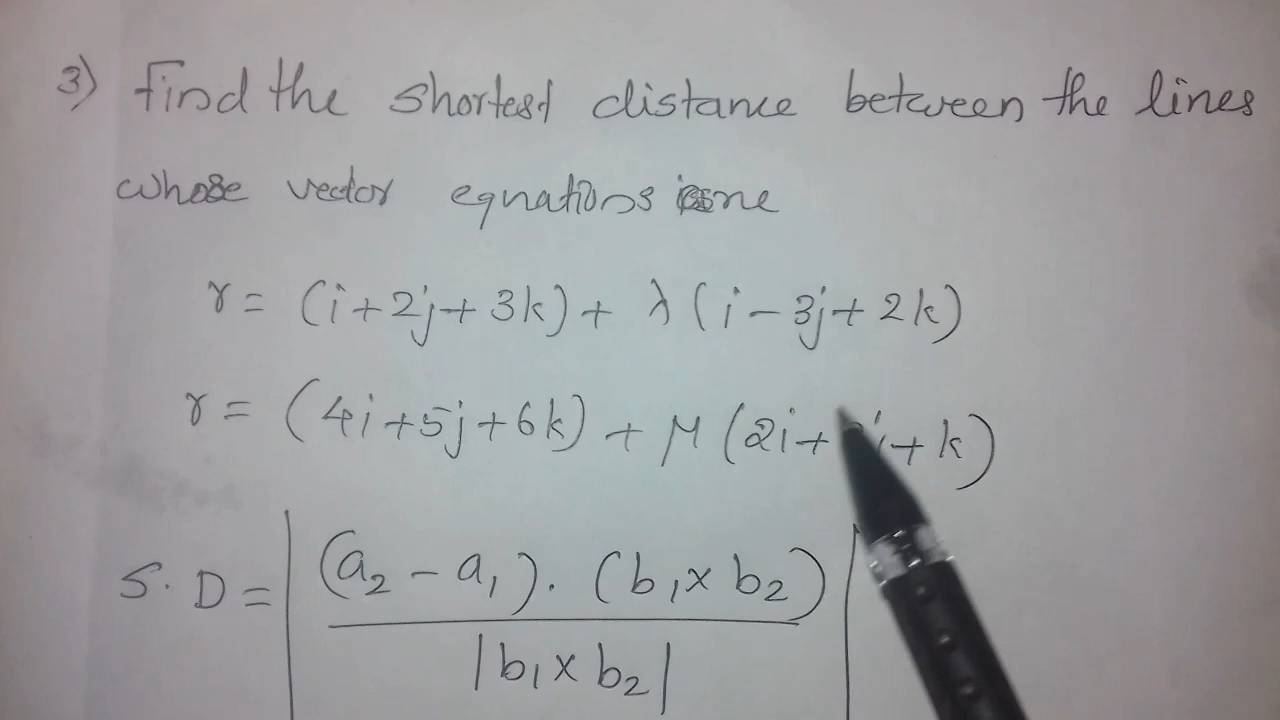 3) Find the shortest distance between the lines
whose vector equations are
r = (i + 2j + 3k) + λ (i - 3j + 2k)
r = (4i + 5j + 6k) + μ (2i + j + k)
S.D = | (a₂ - a₁) . (b₁ x b₂)
|b₁ x b₂| |